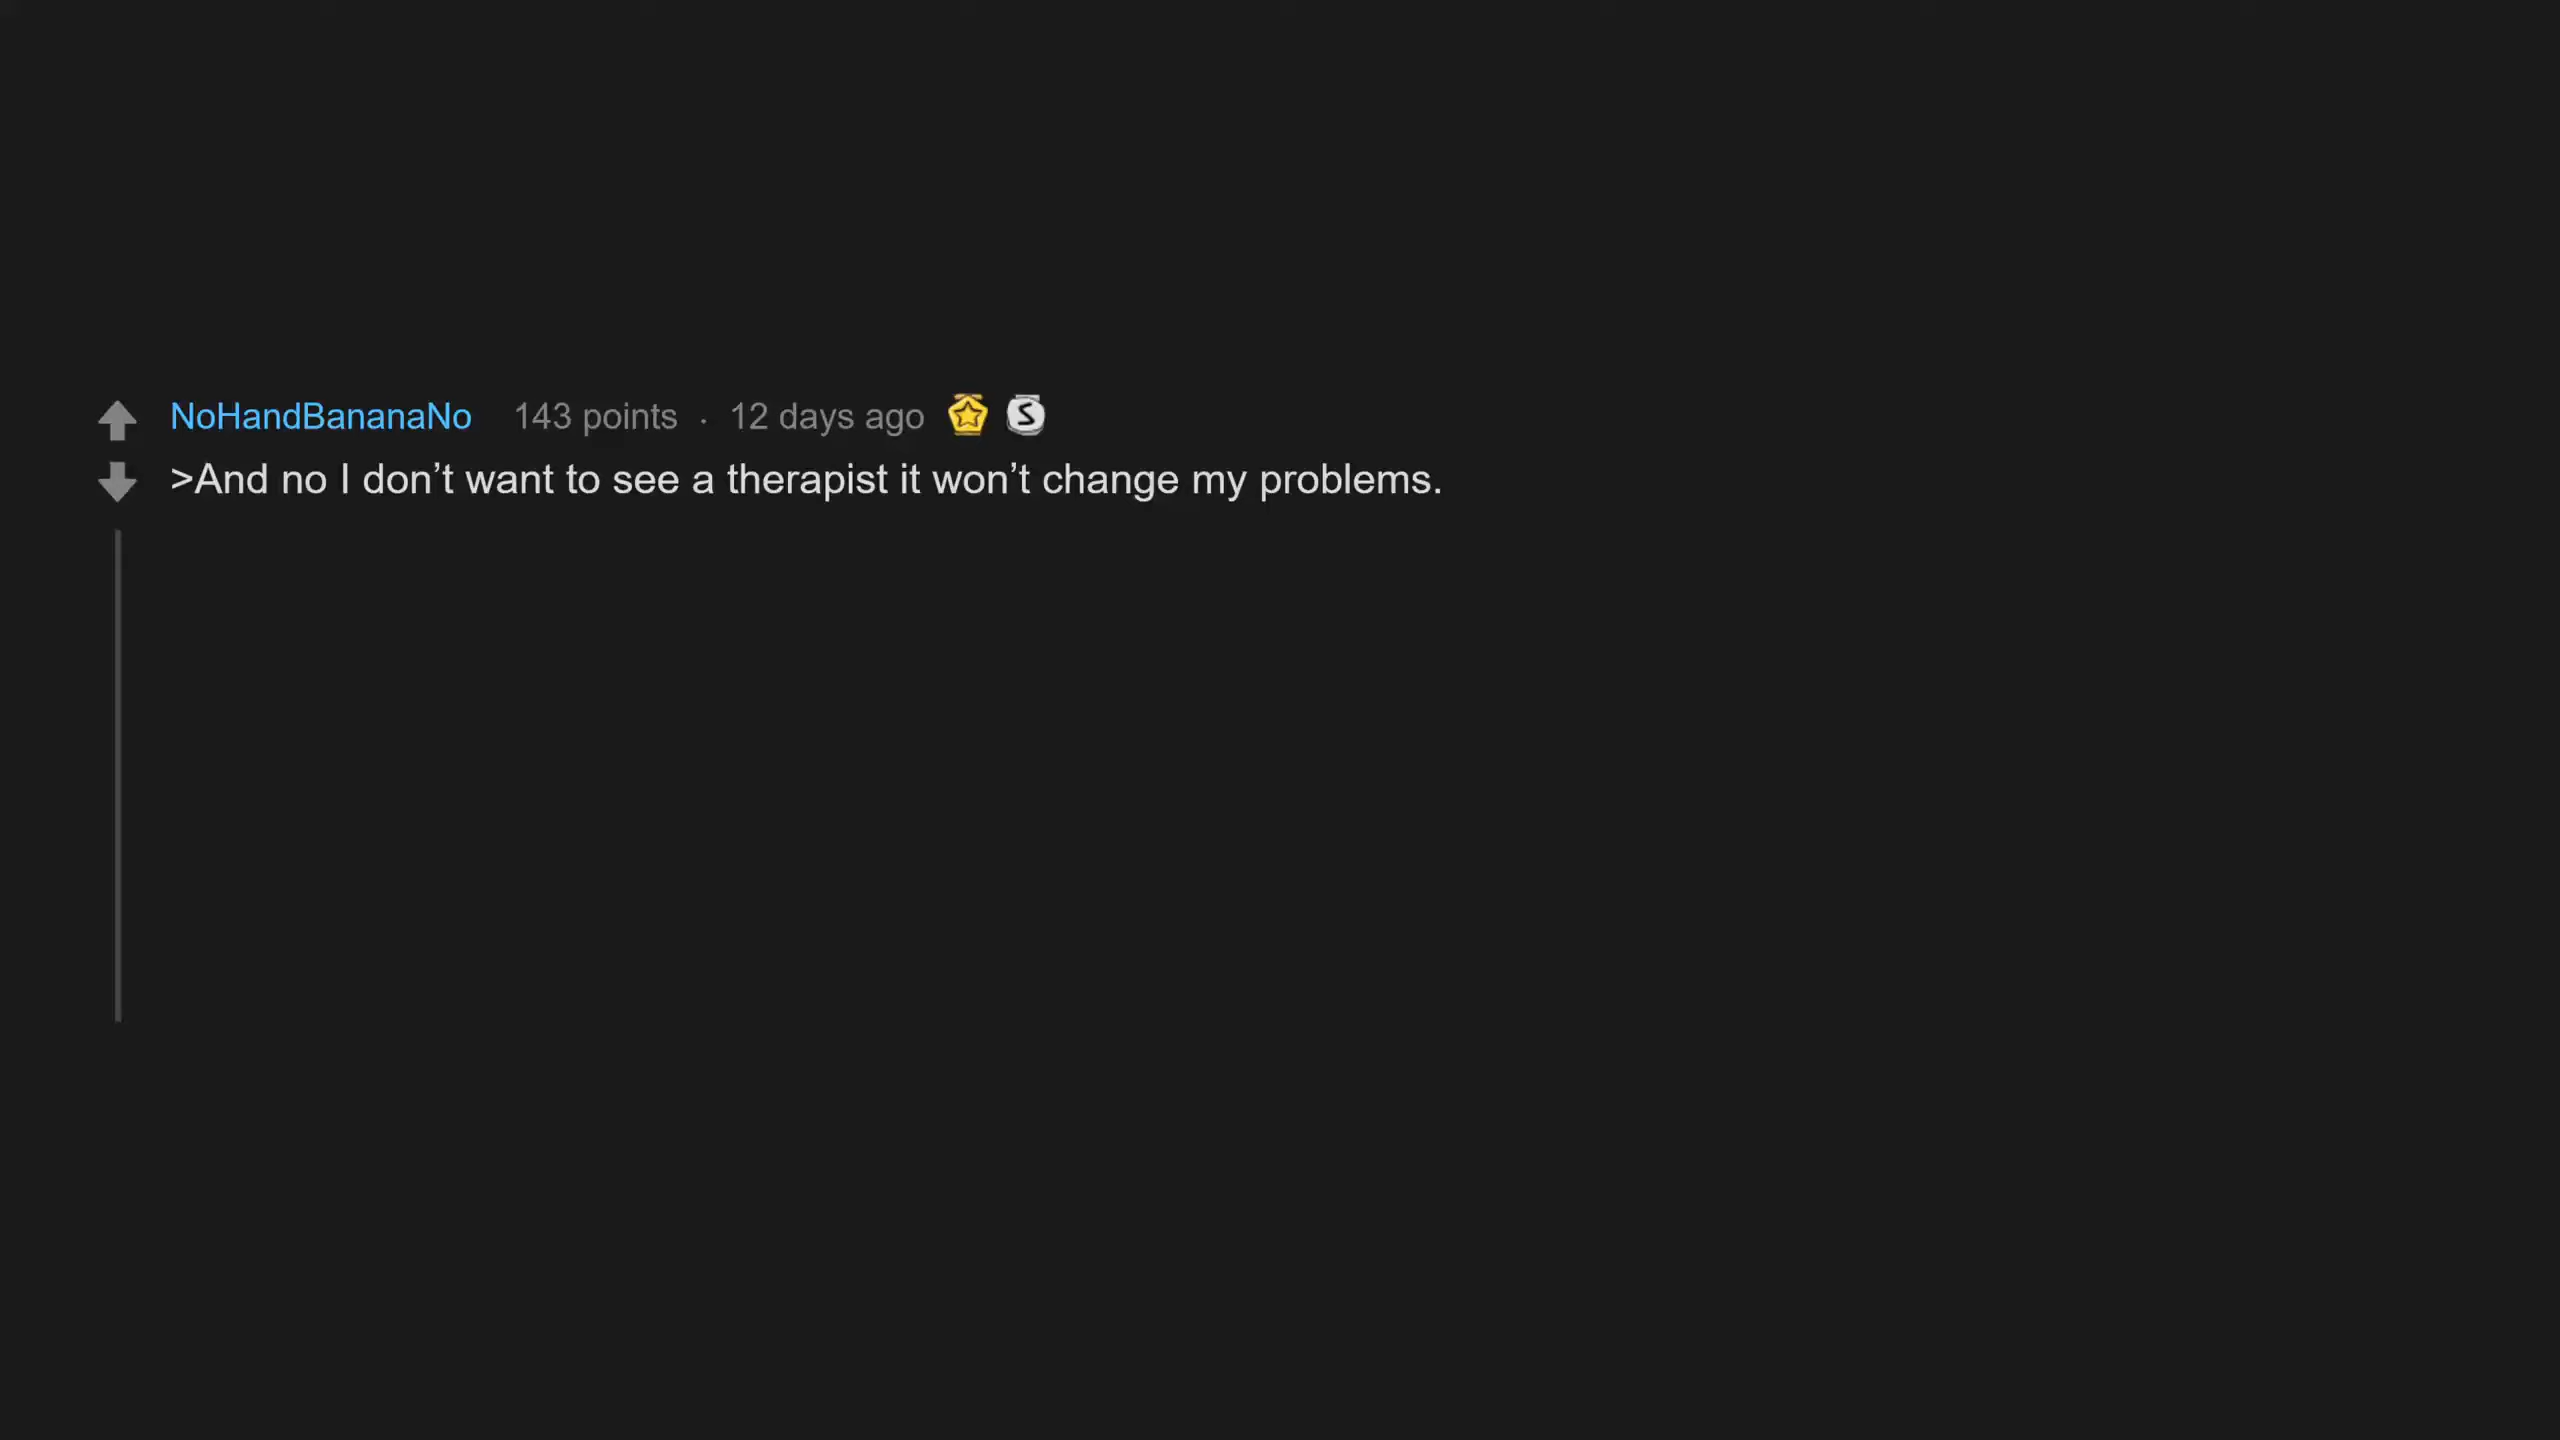 NoHandBananaNo 143 points · 12 days ago S
>And no I don’t want to see a therapist it won’t change my problems.